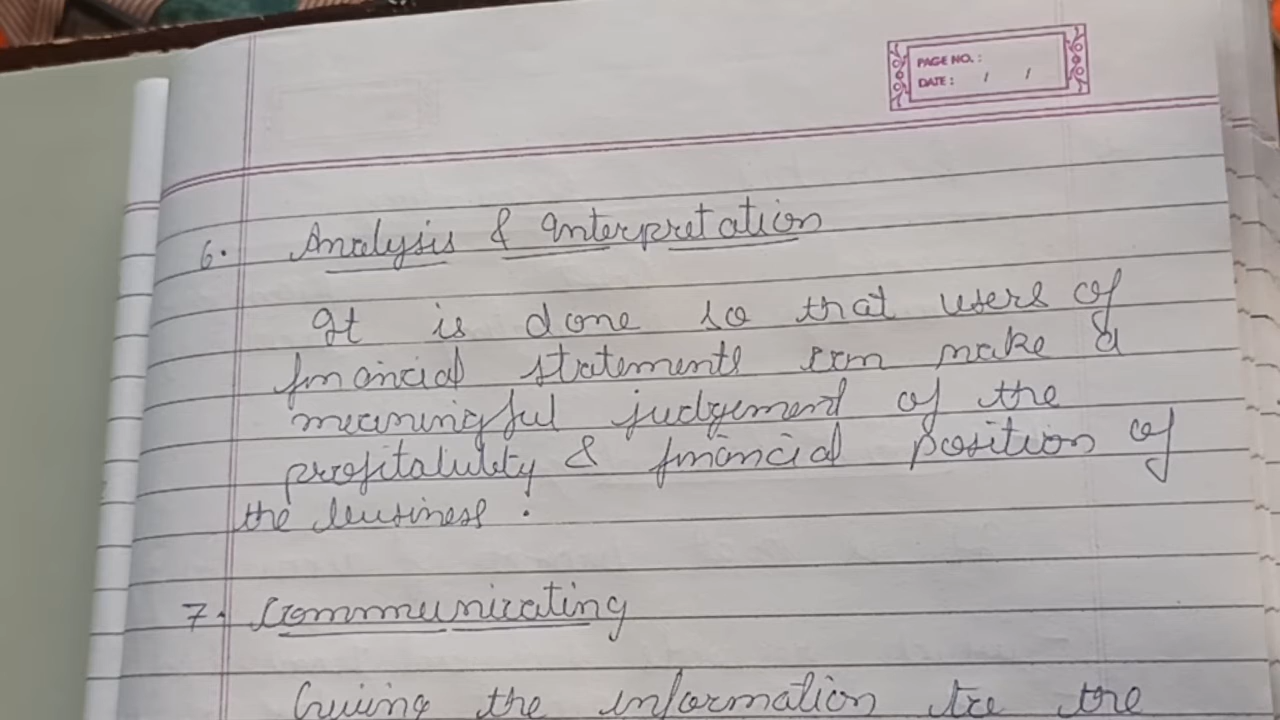 PAGE NO. :
DATE : / /
6. Analysis & Interpretation
It is done so that users of
financial statements can make a
meaningful judgement of the
profitability & financial position of
the business .
7. Communicating
Giving the information to the